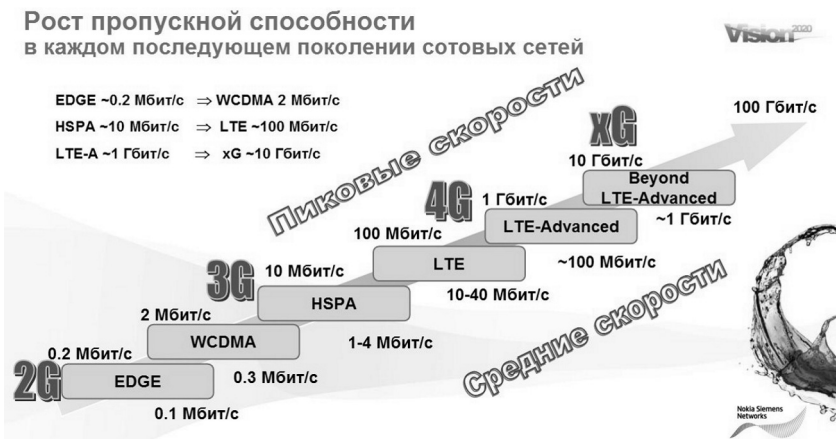 Рост пропускной способности
в каждом последующем поколении сотовых сетей
Vision 2020
EDGE ~0.2 Мбит/с ⇒ WCDMA 2 Мбит/с
HSPA ~10 Мбит/с ⇒ LTE ~100 Мбит/с
LTE-A ~1 Гбит/с ⇒ xG ~10 Гбит/с
Пиковые скорости
100 Гбит/с
xG
10 Гбит/с
Beyond
LTE-Advanced
~1 Гбит/с
4G
1 Гбит/с
LTE-Advanced
~100 Мбит/с
100 Мбит/с
LTE
10-40 Мбит/с
3G
10 Мбит/с
HSPA
1-4 Мбит/с
2 Мбит/с
WCDMA
0.3 Мбит/с
2G
0.2 Мбит/с
EDGE
0.1 Мбит/с
Средние скорости
Nokia Siemens
Networks